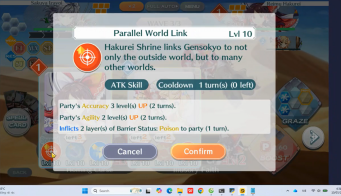 Parallel World Link
Lvl 10
Hakurei Shrine links Gensokyo to not
only the outside world, but to many
other worlds.
ATK Skill
Cooldown 1 turn(s) (0 left)
Party's Accuracy 3 level(s) UP (2 turns).
Party's Agility 2 level(s) UP (2 turns).
Inflicts 2 layer(s) of Barrier Status: Poison to party (1 turn).
Cancel
Confirm
GRAZE
Search